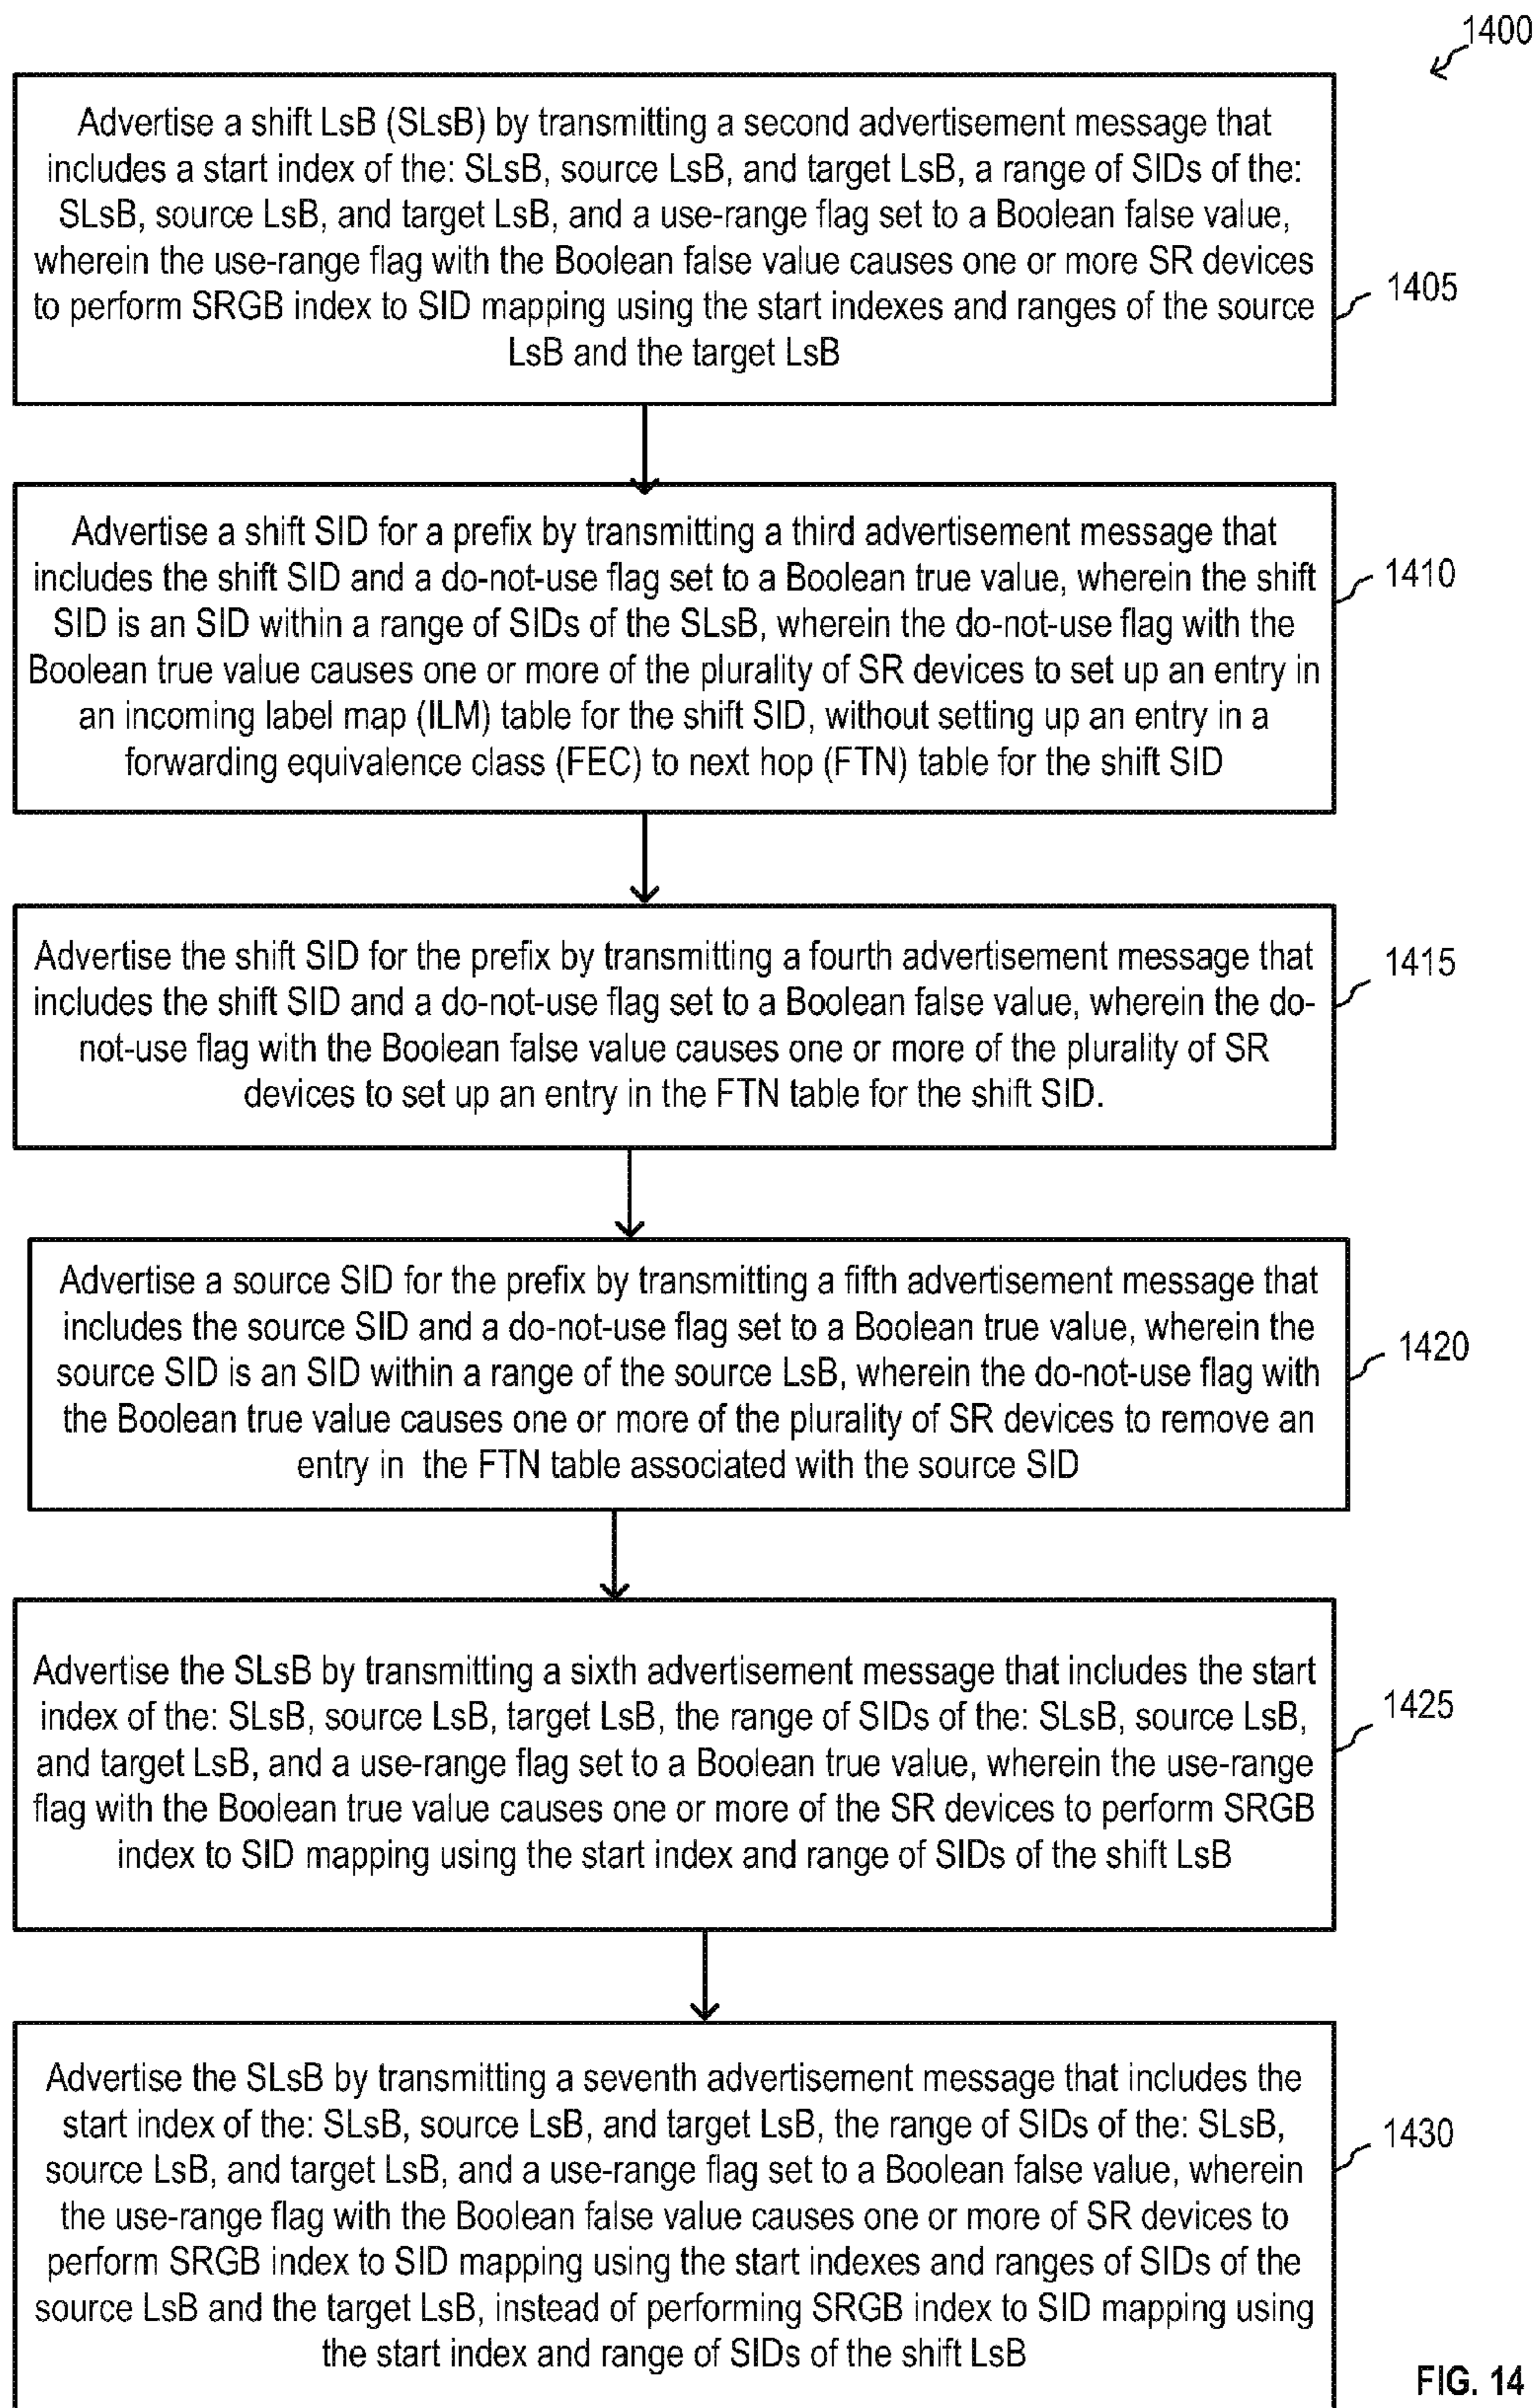 1400
Advertise a shift LsB (SLsB) by transmitting a second advertisement message that
includes a start index of the: SLsB, source LsB, and target LsB, a range of SIDs of the:
SLsB, source LsB, and target LsB, and a use-range flag set to a Boolean false value,
wherein the use-range flag with the Boolean false value causes one or more SR devices
to perform SRGB index to SID mapping using the start indexes and ranges of the source
LsB and the target LsB
1405
Advertise a shift SID for a prefix by transmitting a third advertisement message that
includes the shift SID and a do-not-use flag set to a Boolean true value, wherein the shift
SID is an SID within a range of SIDs of the SLsB, wherein the do-not-use flag with the
Boolean true value causes one or more of the plurality of SR devices to set up an entry in
an incoming label map (ILM) table for the shift SID, without setting up an entry in a
forwarding equivalence class (FEC) to next hop (FTN) table for the shift SID
1410
Advertise the shift SID for the prefix by transmitting a fourth advertisement message that
includes the shift SID and a do-not-use flag set to a Boolean false value, wherein the do-
not-use flag with the Boolean false value causes one or more of the plurality of SR
devices to set up an entry in the FTN table for the shift SID.
1415
Advertise a source SID for the prefix by transmitting a fifth advertisement message that
includes the source SID and a do-not-use flag set to a Boolean true value, wherein the
source SID is an SID within a range of the source LsB, wherein the do-not-use flag with
the Boolean true value causes one or more of the plurality of SR devices to remove an
entry in the FTN table associated with the source SID
1420
Advertise the SLsB by transmitting a sixth advertisement message that includes the start
index of the: SLsB, source LsB, target LsB, the range of SIDs of the: SLsB, source LsB,
and target LsB, and a use-range flag set to a Boolean true value, wherein the use-range
flag with the Boolean true value causes one or more of the SR devices to perform SRGB
index to SID mapping using the start index and range of SIDs of the shift LsB
1425
Advertise the SLsB by transmitting a seventh advertisement message that includes the
start index of the: SLsB, source LsB, and target LsB, the range of SIDs of the: SLsB,
source LsB, and target LsB, and a use-range flag set to a Boolean false value, wherein
the use-range flag with the Boolean false value causes one or more of SR devices to
perform SRGB index to SID mapping using the start indexes and ranges of SIDs of the
source LsB and the target LsB, instead of performing SRGB index to SID mapping using
the start index and range of SIDs of the shift LsB
1430
FIG. 14